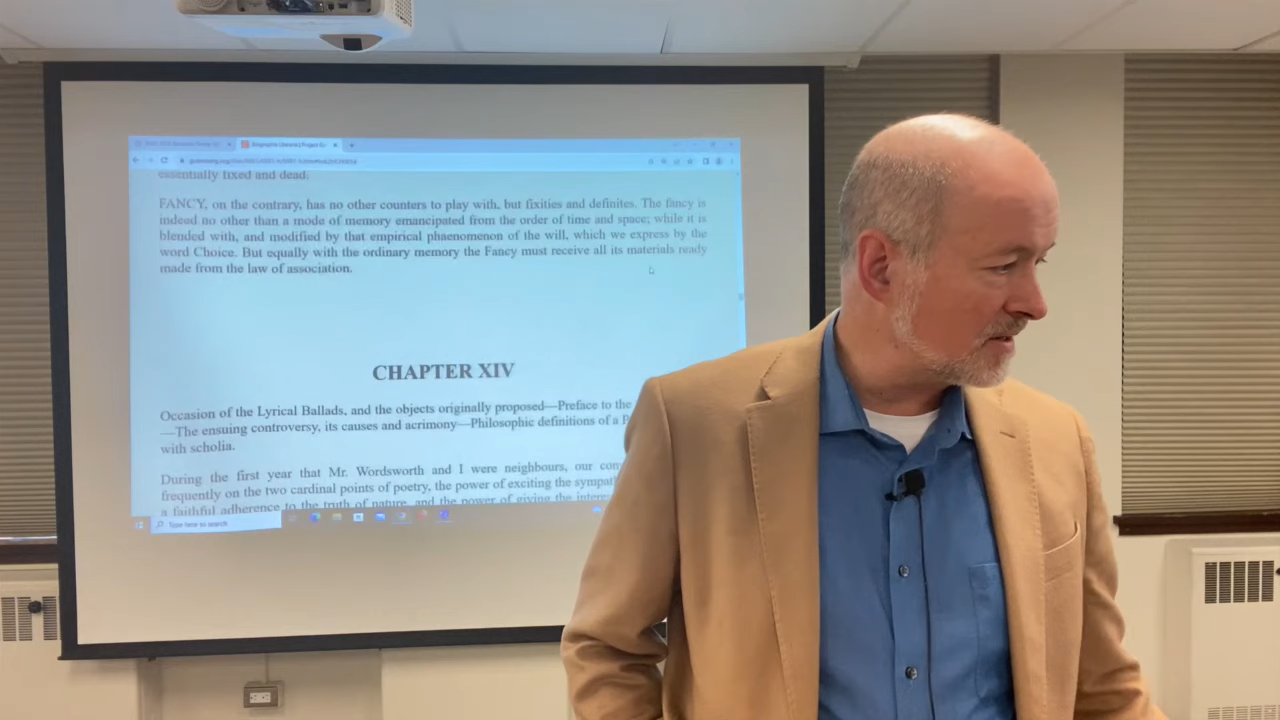 Biographia Literaria | Project Gu
essentially fixed and dead.
FANCY, on the contrary, has no other counters to play with, but fixities and definites. The fancy is
indeed no other than a mode of memory emancipated from the order of time and space; while it is
blended with, and modified by that empirical phaenomenon of the will, which we express by the
word Choice. But equally with the ordinary memory the Fancy must receive all its materials ready
made from the law of association.
CHAPTER XIV
Occasion of the Lyrical Ballads, and the objects originally proposed—Preface to the
—The ensuing controversy, its causes and acrimony—Philosophic definitions of a P
with scholia.
During the first year that Mr. Wordsworth and I were neighbours, our con
frequently on the two cardinal points of poetry, the power of exciting the sympat
a faithful adherence to the truth of nature, and the power of giving the intere
Type here to search